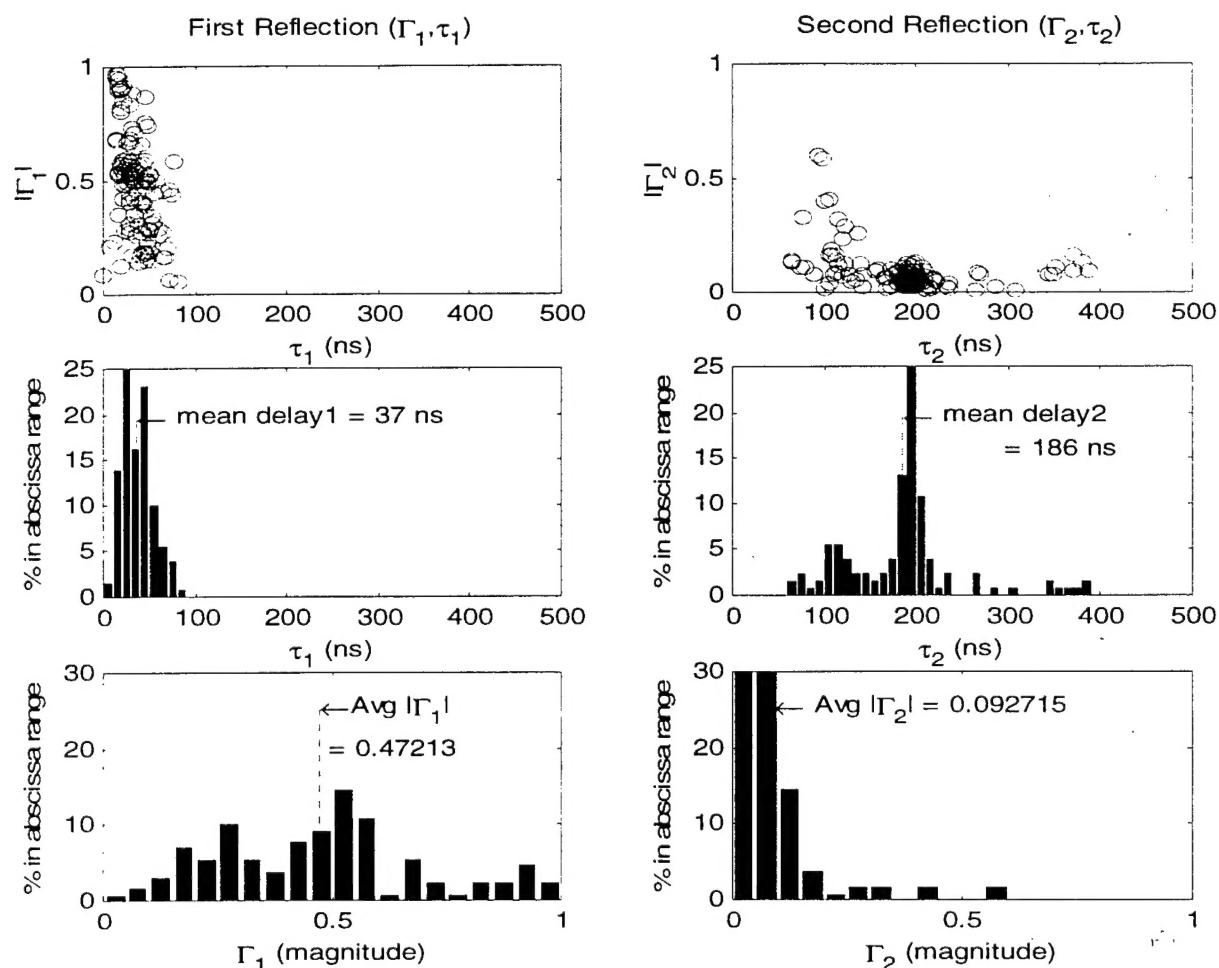 First Reflection (Γ₁,τ₁)
1
0.5
0
|Γ₁|
0 100 200 300 400 500
τ₁ (ns)
Second Reflection (Γ₂,τ₂)
1
0.5
0
|Γ₂|
0 100 200 300 400 500
τ₂ (ns)
25
20
15
10
5
0
% in abscissa range
←mean delay1 = 37 ns
0 100 200 300 400 500
τ₁ (ns)
25
20
15
10
5
0
% in abscissa range
← mean delay2
= 186 ns
0 100 200 300 400 500
τ₂ (ns)
30
20
10
0
% in abscissa range
←Avg |Γ₁|
= 0.47213
0 0.5 1
Γ₁ (magnitude)
30
20
10
0
% in abscissa range
← Avg |Γ₂| = 0.092715
0 0.5 1
Γ₂ (magnitude)